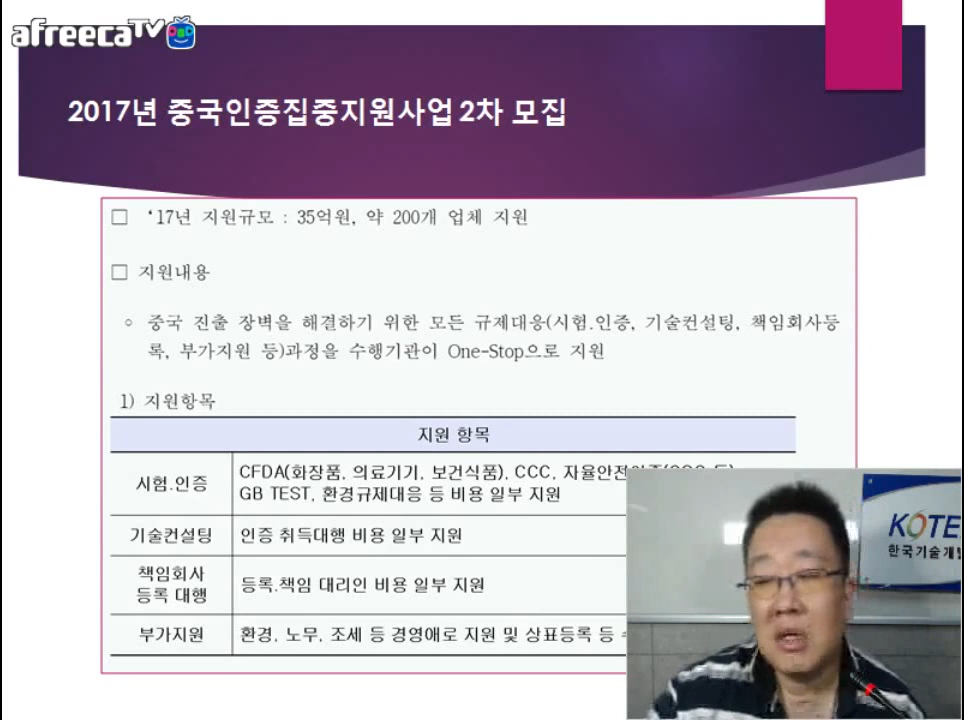 afreecaTV
2017년 중국인증집중지원사업 2차 모집
□ ‘17년 지원규모 : 35억원, 약 200개 업체 지원
□ 지원내용
○ 중국 진출 장벽을 해결하기 위한 모든 규제대응(시험.인증, 기술컨설팅, 책임회사등
록, 부가지원 등)과정을 수행기관이 One-Stop으로 지원
1) 지원항목
지원 항목
시험.인증
CFDA(화장품, 의료기기, 보건식품), CCC, 자율안전
GB TEST, 환경규제대응 등 비용 일부 지원
기술컨설팅
인증 취득대행 비용 일부 지원
책임회사
등록 대행
등록.책임 대리인 비용 일부 지원
부가지원
환경, 노무, 조세 등 경영애로 지원 및 상표등록 등
KOTE
한국기술개